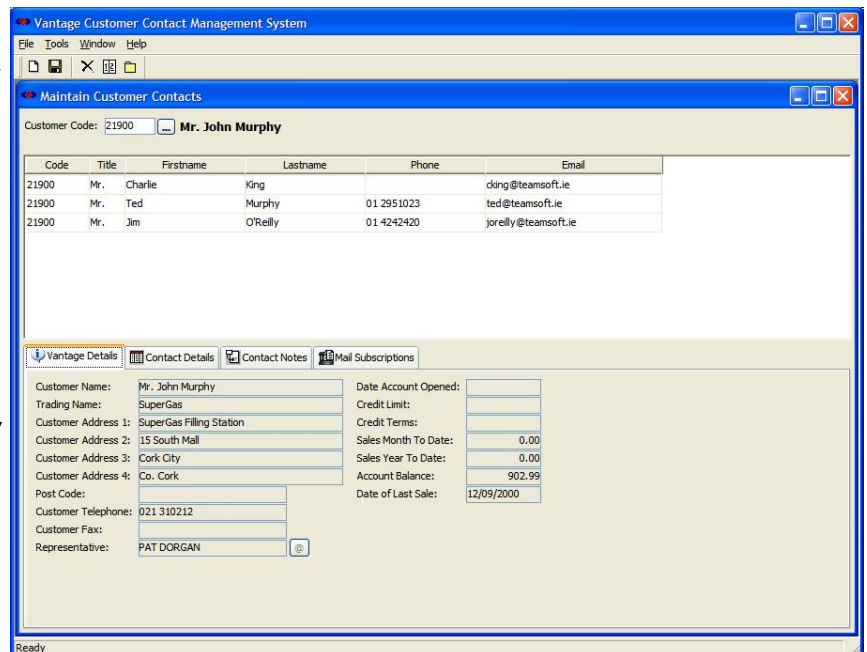 Vantage Customer Contact Management System
File Tools Window Help
Maintain Customer Contacts
Customer Code: 21900 ... Mr. John Murphy
Code Title Firstname Lastname Phone Email
21900 Mr. Charlie King cking@teamsoft.ie
21900 Mr. Ted Murphy 01 2951023 ted@teamsoft.ie
21900 Mr. Jim O'Reilly 01 4242420 joreilly@teamsoft.ie
Vantage Details Contact Details Contact Notes Mail Subscriptions
Customer Name: Mr. John Murphy Date Account Opened:
Trading Name: SuperGas Credit Limit:
Customer Address 1: SuperGas Filling Station Credit Terms:
Customer Address 2: 15 South Mall Sales Month To Date: 0.00
Customer Address 3: Cork City Sales Year To Date: 0.00
Customer Address 4: Co. Cork Account Balance: 902.99
Post Code: Date of Last Sale: 12/09/2000
Customer Telephone: 021 310212
Customer Fax:
Representative: PAT DORGAN @
Ready